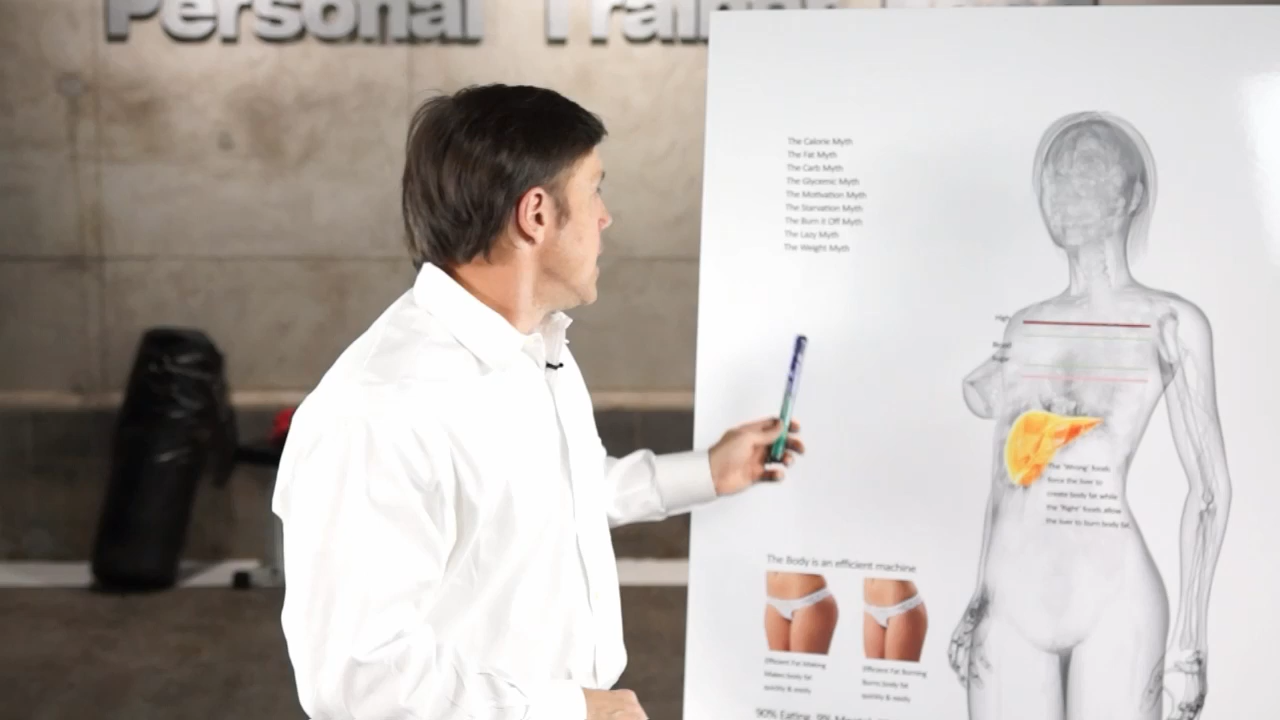 Personal Train
The Calorie Myth
The Fat Myth
The Carb Myth
The Glycemic Myth
The Motivation Myth
The Starvation Myth
The Burn it Off Myth
The Lazy Myth
The Weight Myth
The "Wrong" foods
force the liver to
create body fat while
the "Right" foods allow
the liver to burn body fat.
The Body is an efficient machine
Efficient Fat Making
Makes body fat
quickly & easily
Efficient Fat Burning
Burns body fat
quickly & easily
90% Eating,